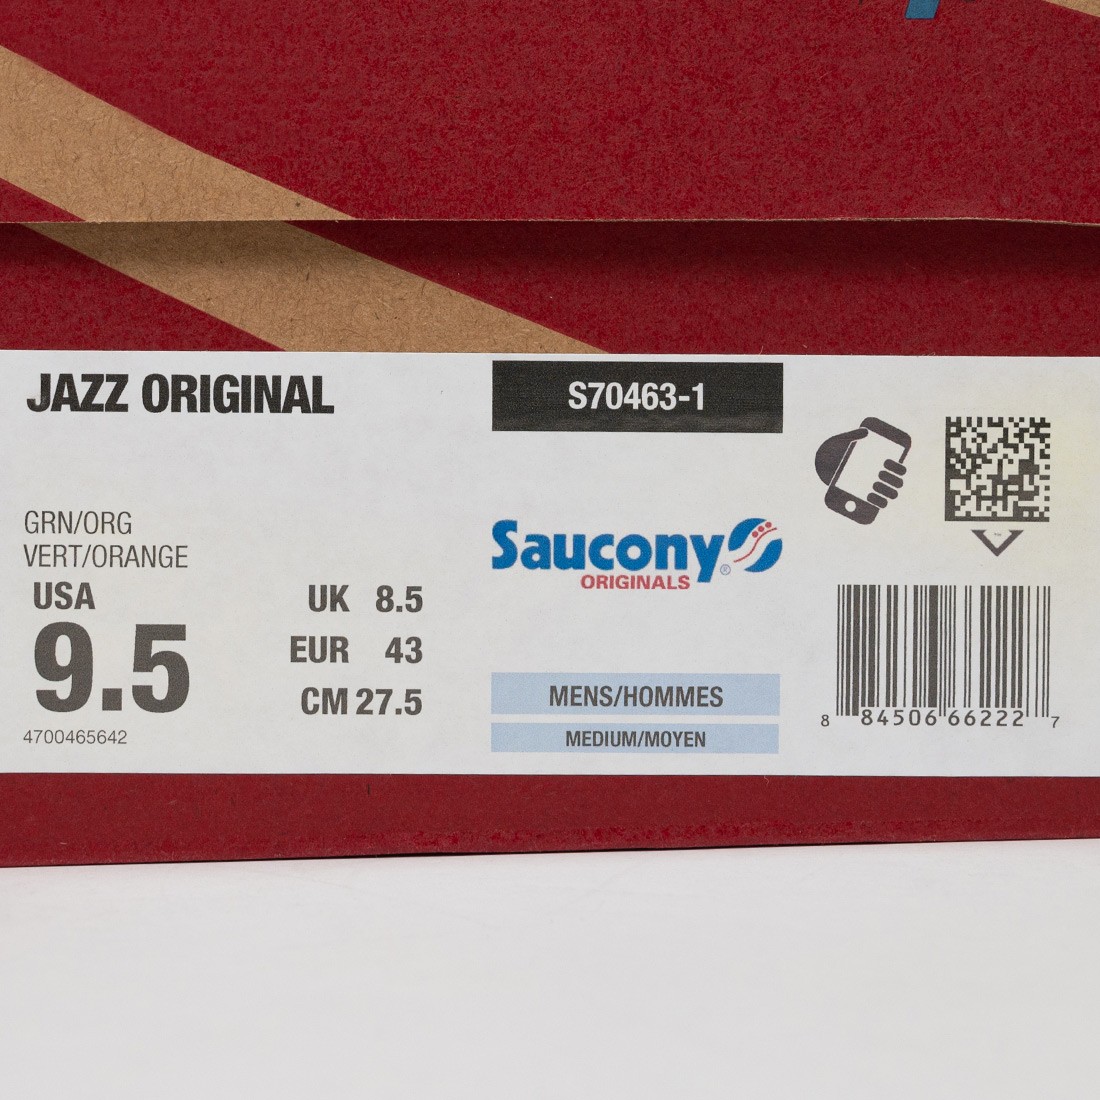 JAZZ ORIGINAL
S70463-1
GRN/ORG
VERT/ORANGE
USA
9.5
4700465642
UK 8.5
EUR 43
CM 27.5
Saucony®
ORIGINALS
MENS/HOMMES
MEDIUM/MOYEN
8 84506 66222 7